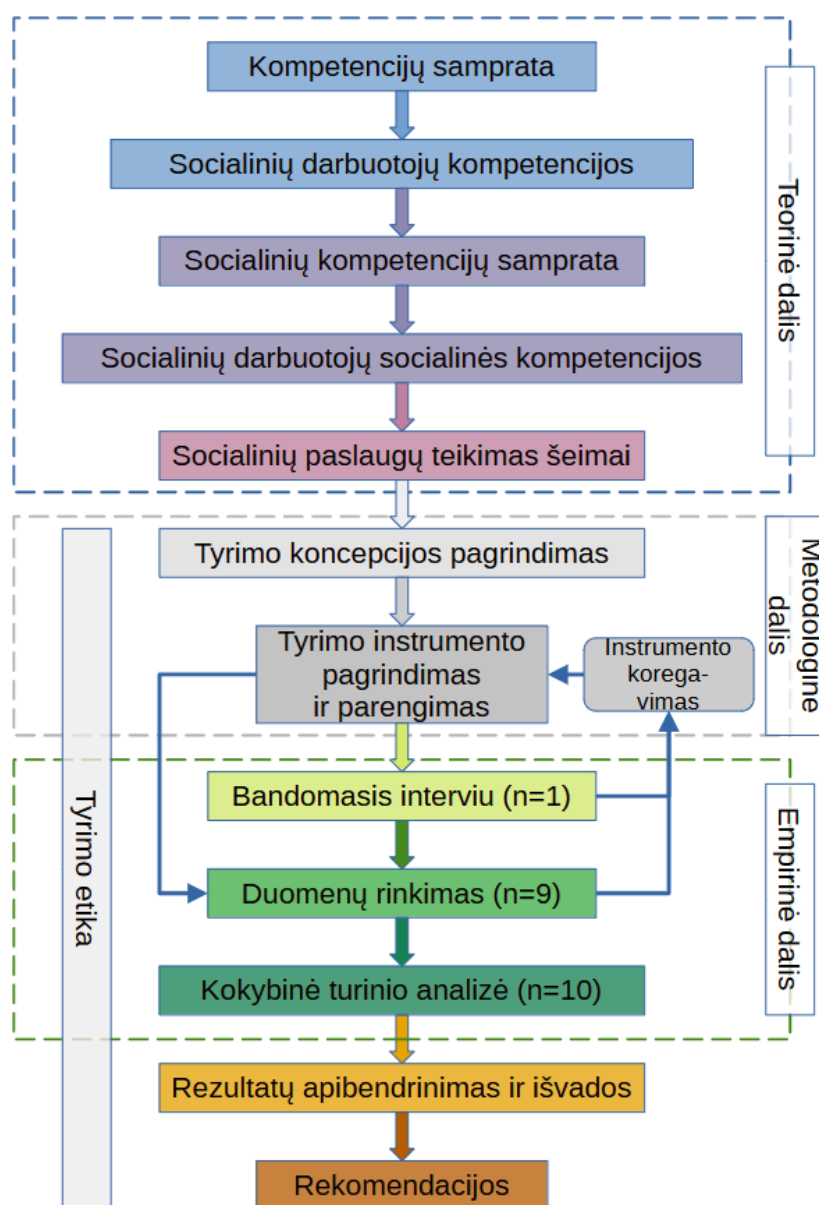 Kompetencijų samprata
Socialinių darbuotojų kompetencijos
Socialinių kompetencijų samprata
Socialinių darbuotojų socialinės kompetencijos
Socialinių paslaugų teikimas šeimai
Teorinė dalis
Tyrimo koncepcijos pagrindimas
Tyrimo instrumento
pagrindimas
ir parengimas
Instrumento
korega-
vimas
Metodologinė
dalis
Bandomasis interviu (n=1)
Duomenų rinkimas (n=9)
Kokybinė turinio analizė (n=10)
Empirinė dalis
Tyrimo etika
Rezultatų apibendrinimas ir išvados
Rekomendacijos